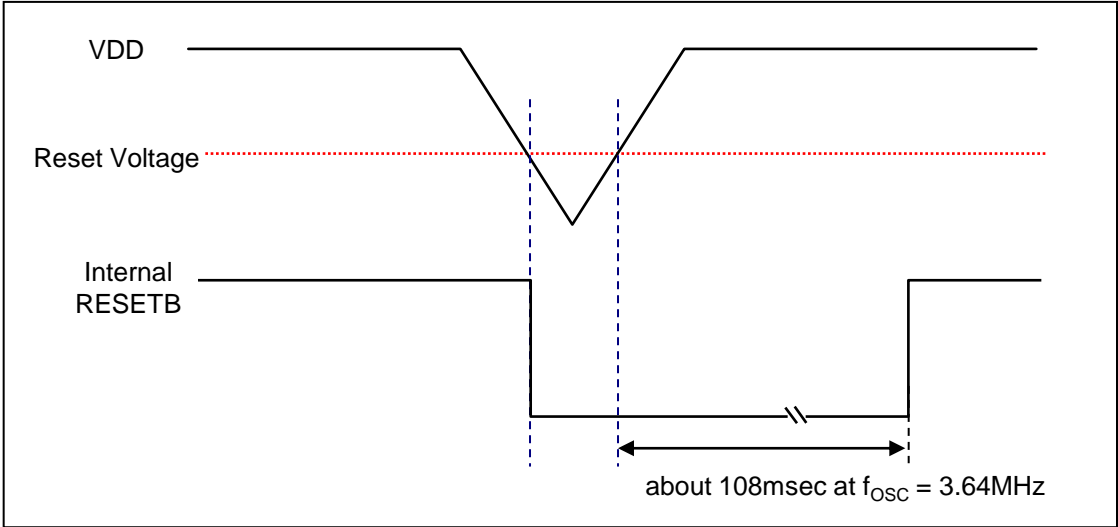 VDD
Reset Voltage
Internal
RESETB
about 108msec at fOSC = 3.64MHz